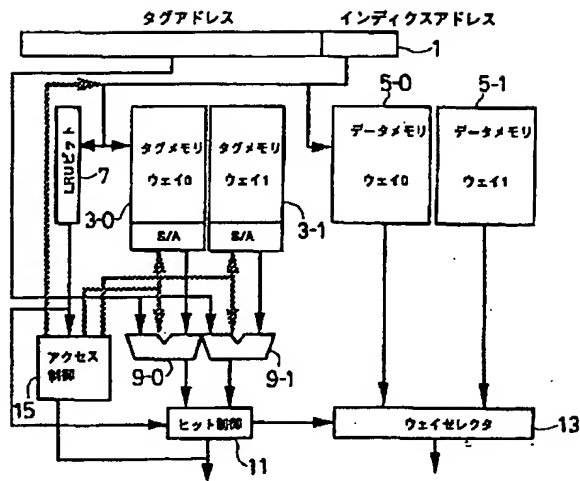 タグアドレス
インディクスアドレス
1
5-0
5-1
LRUビット
7
タグメモリ
ウェイ0
タグメモリ
ウェイ1
データメモリ
ウェイ0
データメモリ
ウェイ1
3-0
S/A
S/A
3-1
アクセス
制御
15
9-0
9-1
ヒット制御
11
ウェイセレクタ
13